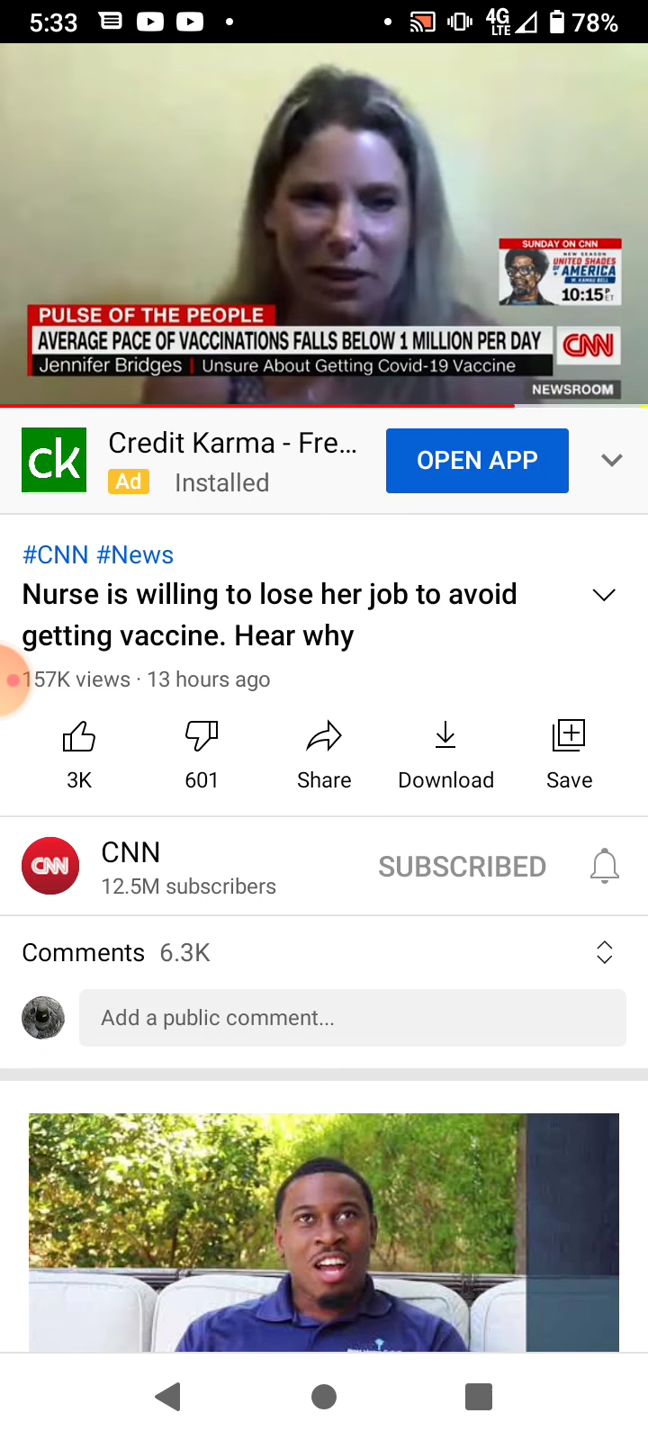 5:33
4G
LTE
78%
SUNDAY ON CNN
NEW SEASON
UNITED SHADES
OF AMERICA
W. KAMAU BELL
10:15 P
ET
PULSE OF THE PEOPLE
AVERAGE PACE OF VACCINATIONS FALLS BELOW 1 MILLION PER DAY
CNN
Jennifer Bridges | Unsure About Getting Covid-19 Vaccine
NEWSROOM
ck
Credit Karma - Fre...
Ad Installed
OPEN APP
#CNN #News
Nurse is willing to lose her job to avoid
getting vaccine. Hear why
157K views · 13 hours ago
3K
601
Share
Download
Save
CNN
CNN
12.5M subscribers
SUBSCRIBED
Comments 6.3K
Add a public comment...